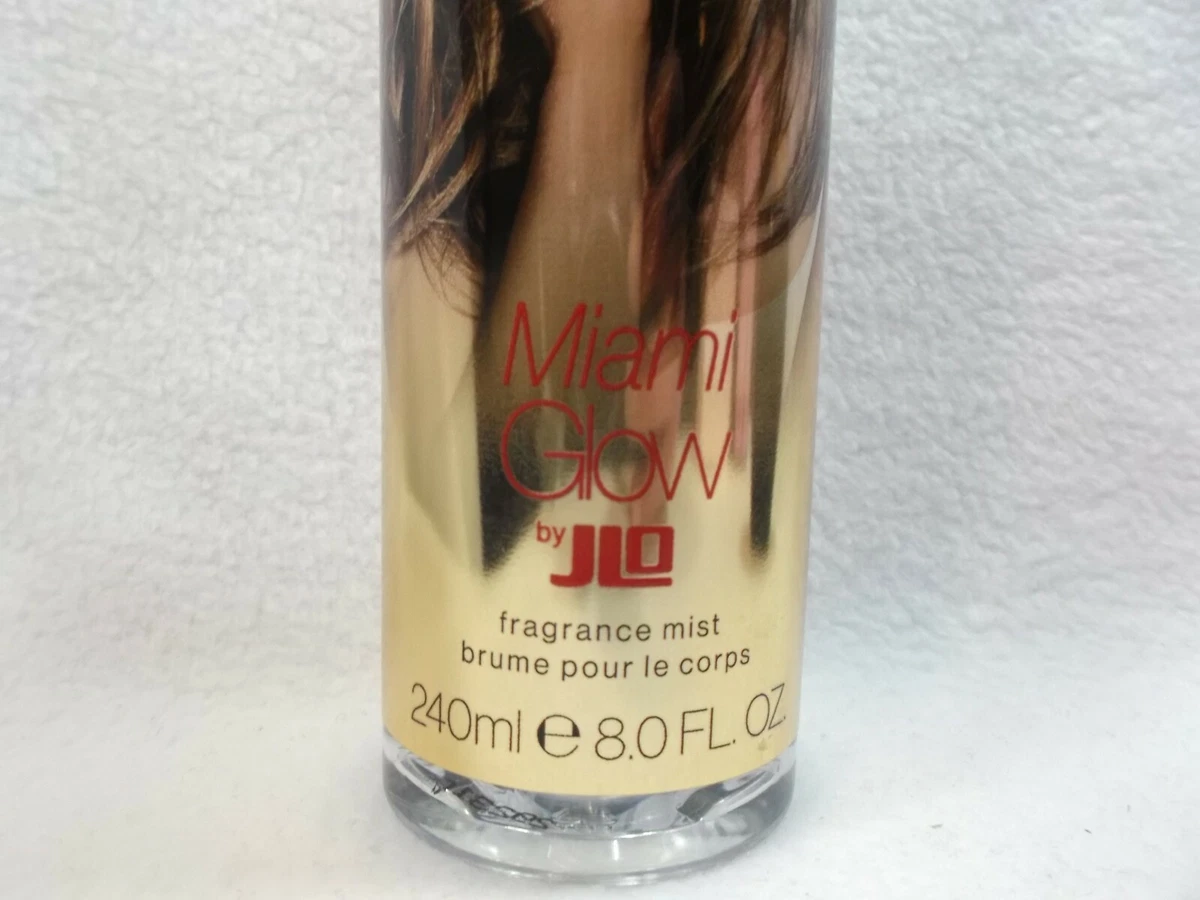 Miami
Glow
by JLO
fragrance mist
brume pour le corps
240ml e 8.0 FL. OZ.